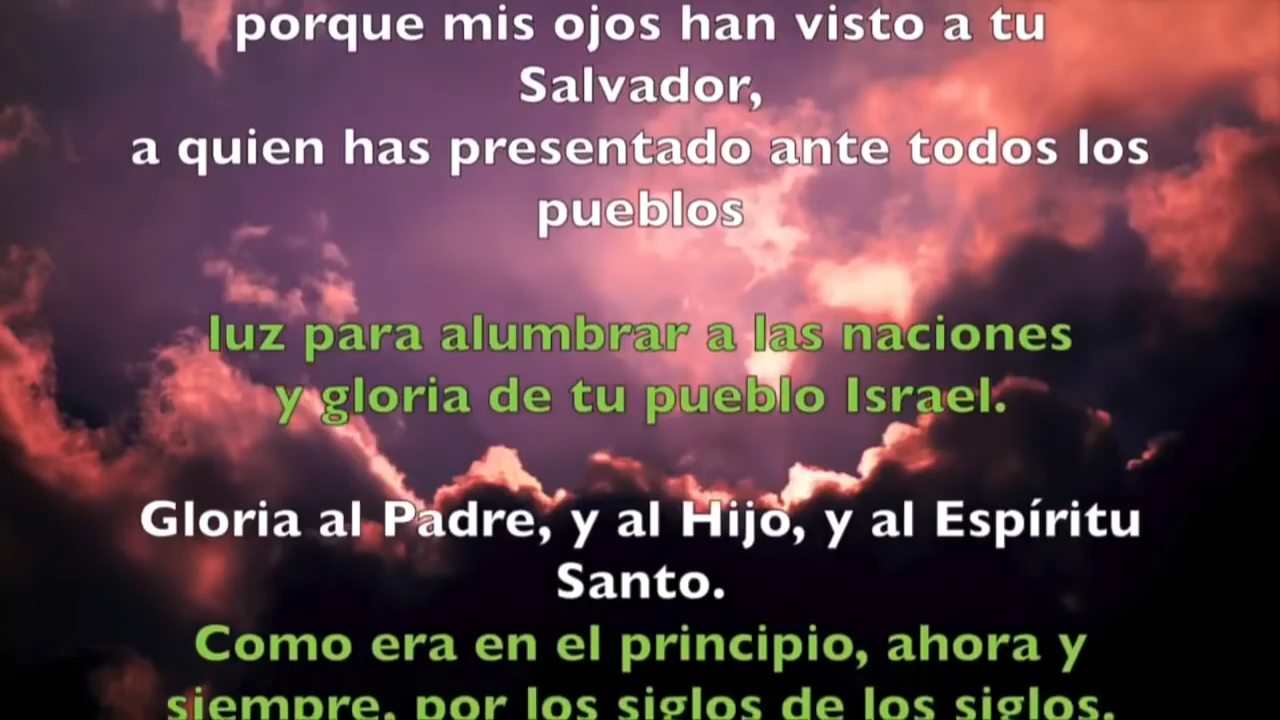 porque mis ojos han visto a tu
Salvador,
a quien has presentado ante todos los
pueblos
luz para alumbrar a las naciones
y gloria de tu pueblo Israel.
Gloria al Padre, y al Hijo, y al Espíritu
Santo.
Como era en el principio, ahora y
siempre, por los siglos de los siglos.